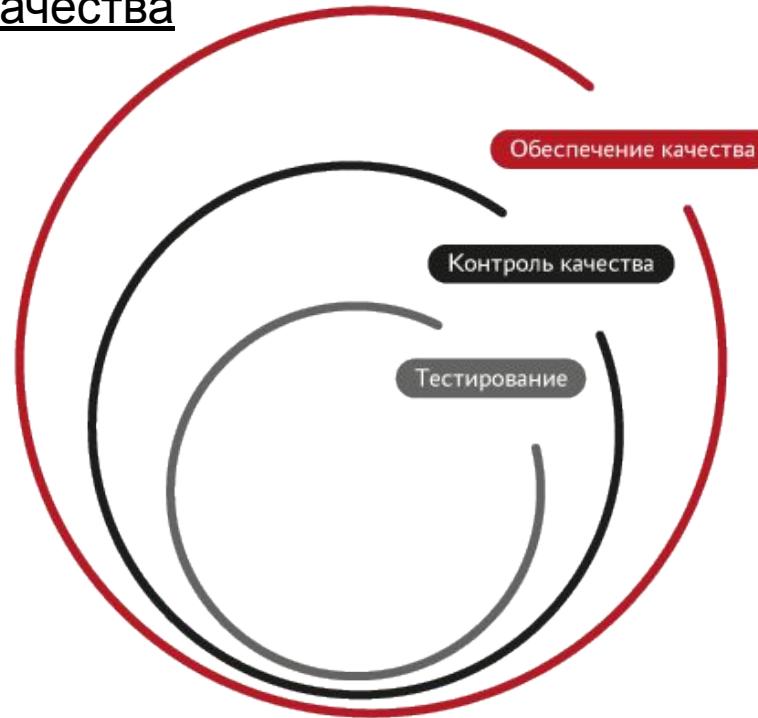 ачества
Обеспечение качества
Контроль качества
Тестирование